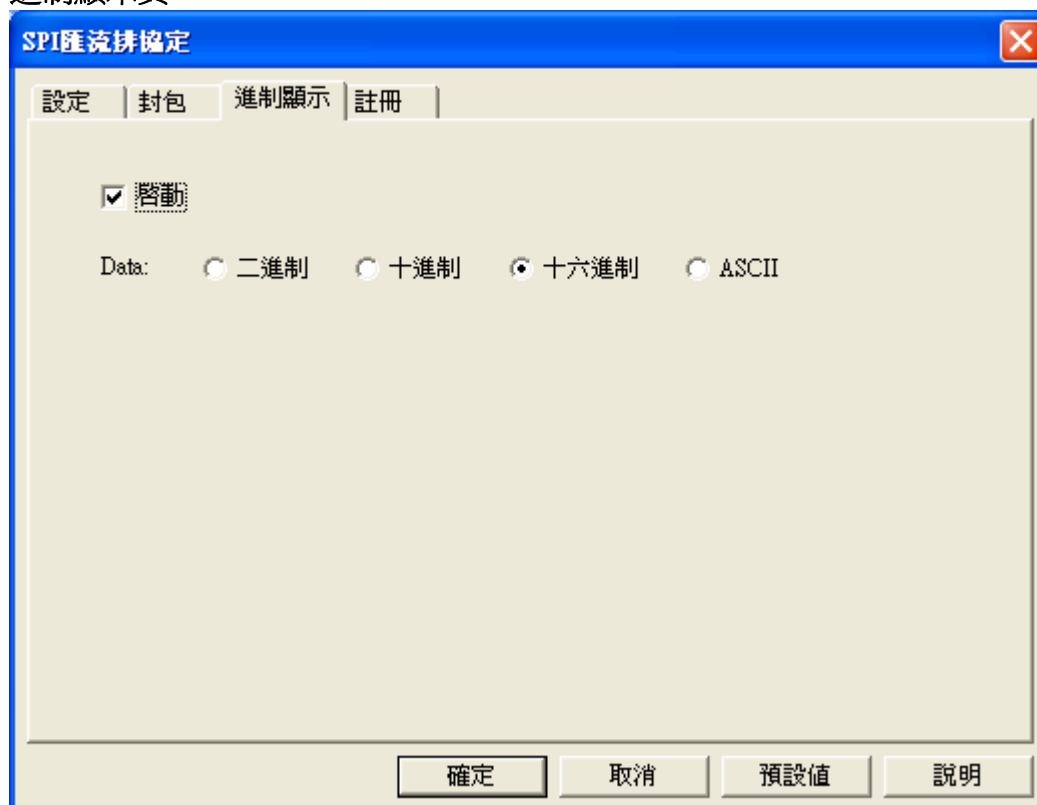 SPI匯流排協定
設定 封包 進制顯示 註冊
啓動
Data: 二進制 十進制 十六進制 ASCII
確定 取消 預設值 說明